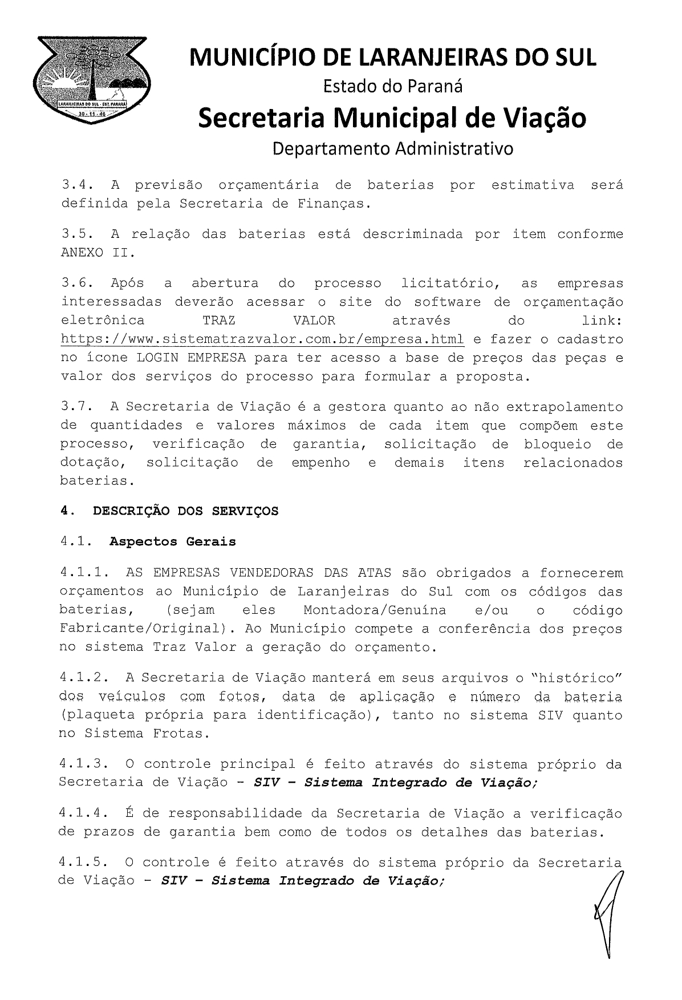 LARANJEIRAS DO SUL - EST. PARANÁ
30 - 11 - 46
MUNICÍPIO DE LARANJEIRAS DO SUL
Estado do Paraná
Secretaria Municipal de Viação
Departamento Administrativo
3.4. A previsão orçamentária de baterias por estimativa será
definida pela Secretaria de Finanças.
3.5. A relação das baterias está descriminada por item conforme
ANEXO II.
3.6. Após a abertura do processo licitatório, as empresas
interessadas deverão acessar o site do software de orçamentação
eletrônica TRAZ VALOR através do link:
https://www.sistematrazvalor.com.br/empresa.html e fazer o cadastro
no ícone LOGIN EMPRESA para ter acesso a base de preços das peças e
valor dos serviços do processo para formular a proposta.
3.7. A Secretaria de Viação é a gestora quanto ao não extrapolamento
de quantidades e valores máximos de cada item que compõem este
processo, verificação de garantia, solicitação de bloqueio de
dotação, solicitação de empenho e demais itens relacionados
baterias.
4. DESCRIÇÃO DOS SERVIÇOS
4.1. Aspectos Gerais
4.1.1. AS EMPRESAS VENDEDORAS DAS ATAS são obrigados a fornecerem
orçamentos ao Município de Laranjeiras do Sul com os códigos das
baterias, (sejam eles Montadora/Genuína e/ou o código
Fabricante/Original). Ao Município compete a conferência dos preços
no sistema Traz Valor a geração do orçamento.
4.1.2. A Secretaria de Viação manterá em seus arquivos o "histórico"
dos veículos com fotos, data de aplicação e número da bateria
(plaqueta própria para identificação), tanto no sistema SIV quanto
no Sistema Frotas.
4.1.3. O controle principal é feito através do sistema próprio da
Secretaria de Viação - SIV – Sistema Integrado de Viação;
4.1.4. É de responsabilidade da Secretaria de Viação a verificação
de prazos de garantia bem como de todos os detalhes das baterias.
4.1.5. O controle é feito através do sistema próprio da Secretaria
de Viação - SIV – Sistema Integrado de Viação;